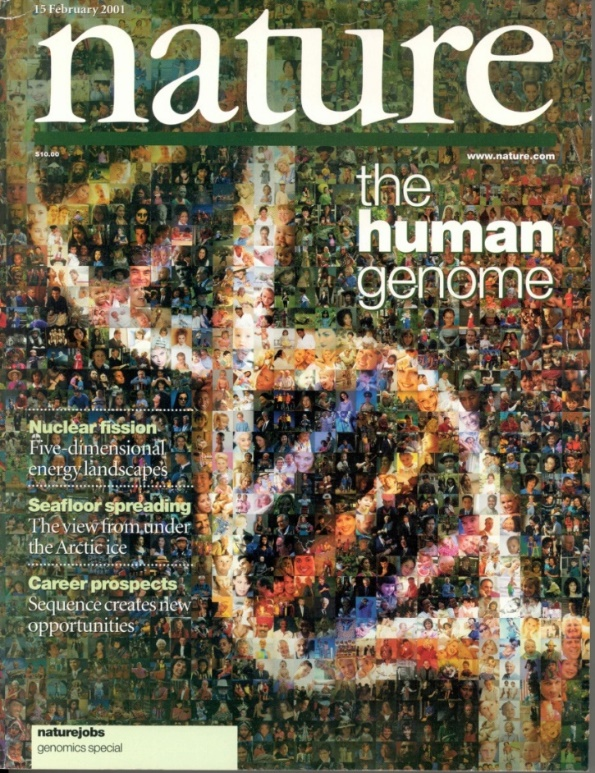 15 February 2001
nature
$10.00
www.nature.com
the
human
genome
Nuclear fission
Five-dimensional
energy landscapes
Seafloor spreading
The view from under
the Arctic ice
Career prospects
Sequence creates new
opportunities
naturejobs
genomics special